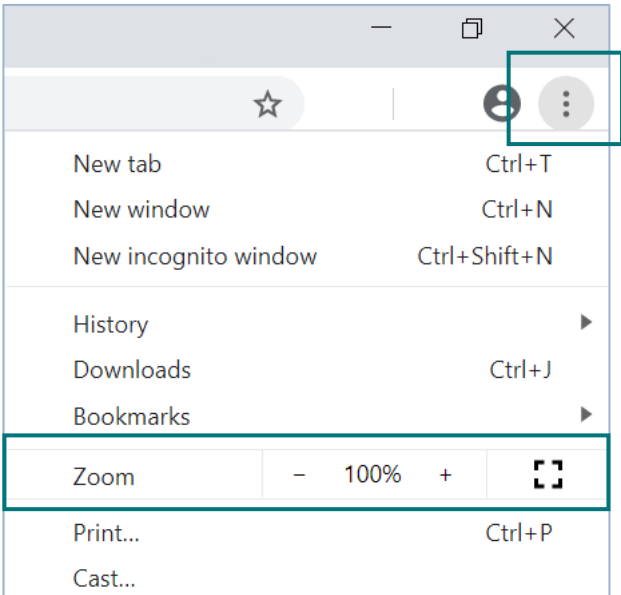 New tab Ctrl+T
New window Ctrl+N
New incognito window Ctrl+Shift+N
History
Downloads Ctrl+J
Bookmarks
Zoom - 100% +
Print... Ctrl+P
Cast...